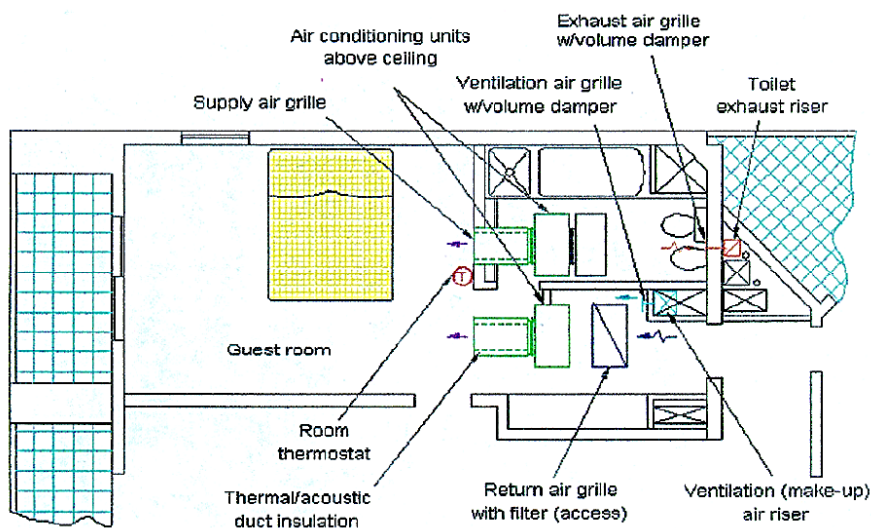 Exhaust air grille
w/volume damper
Air conditioning units
above ceiling
Ventilation air grille
w/volume damper
Toilet
exhaust riser
Supply air grille
T
Guest room
Room
thermostat
Thermal/acoustic
duct insulation
Return air grille
with filter (access)
Ventilation (make-up)
air riser